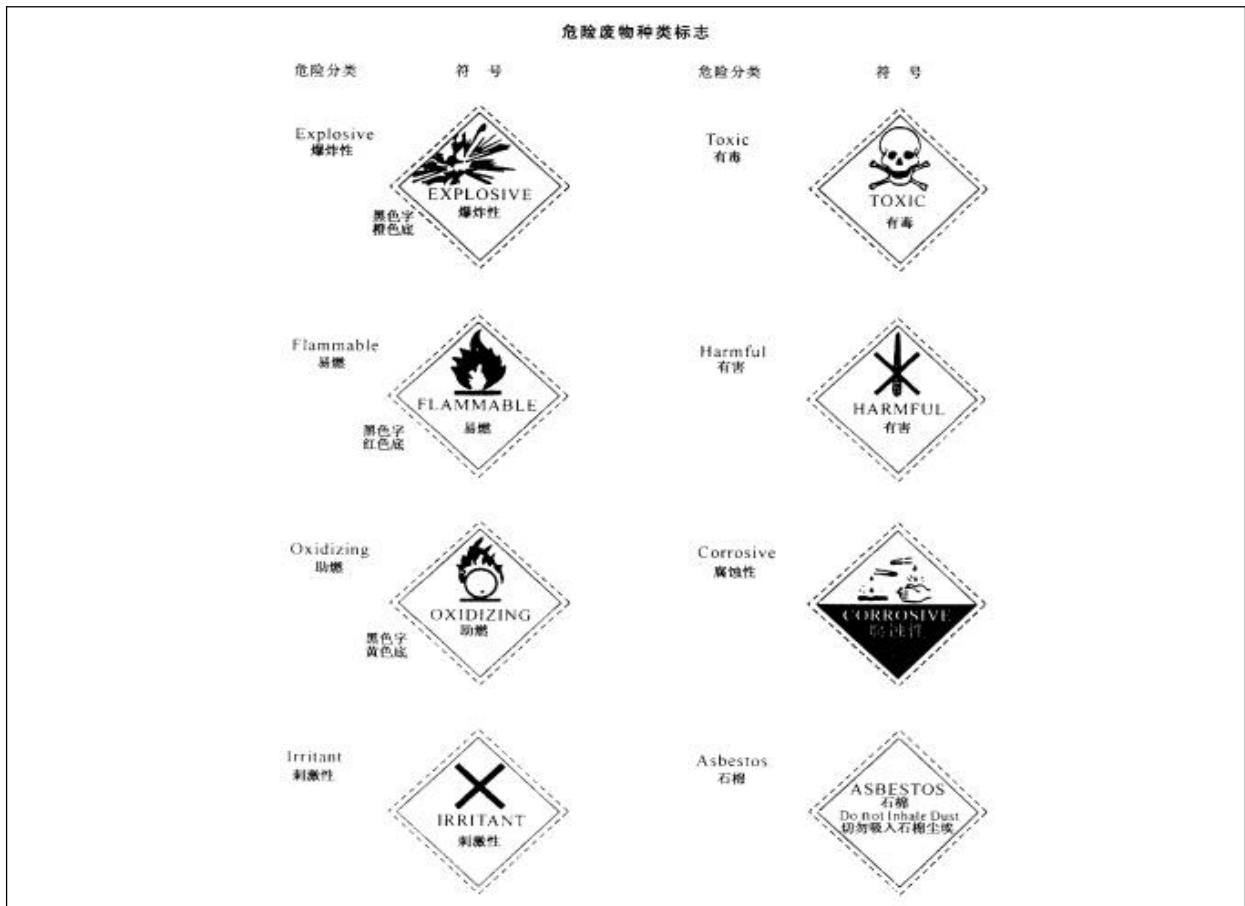 危险废物种类标志
危险分类 符 号 危险分类 符 号
Explosive
爆炸性
EXPLOSIVE
爆炸性
黑色字
橙色底
Toxic
有毒
TOXIC
有毒
Flammable
易燃
FLAMMABLE
易燃
黑色字
红色底
Harmful
有害
HARMFUL
有害
Oxidizing
助燃
OXIDIZING
助燃
黑色字
黄色底
Corrosive
腐蚀性
CORROSIVE
腐蚀性
Irritant
刺激性
IRRITANT
刺激性
Asbestos
石棉
ASBESTOS
石棉
Do not Inhale Dust
切勿吸入石棉尘埃